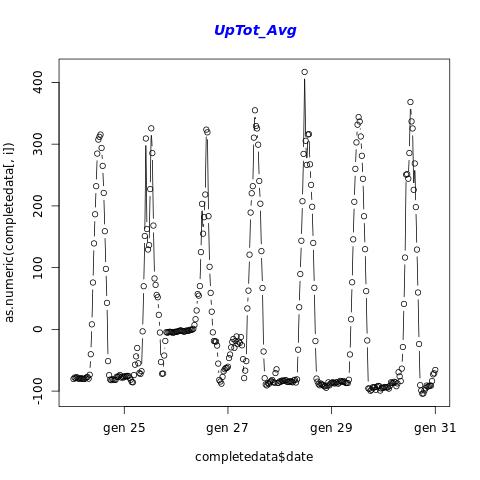 UpTot_Avg
as.numeric(completedata[, i])
400
300
200
100
0
-100
gen 25
gen 27
gen 29
gen 31
completedata$date